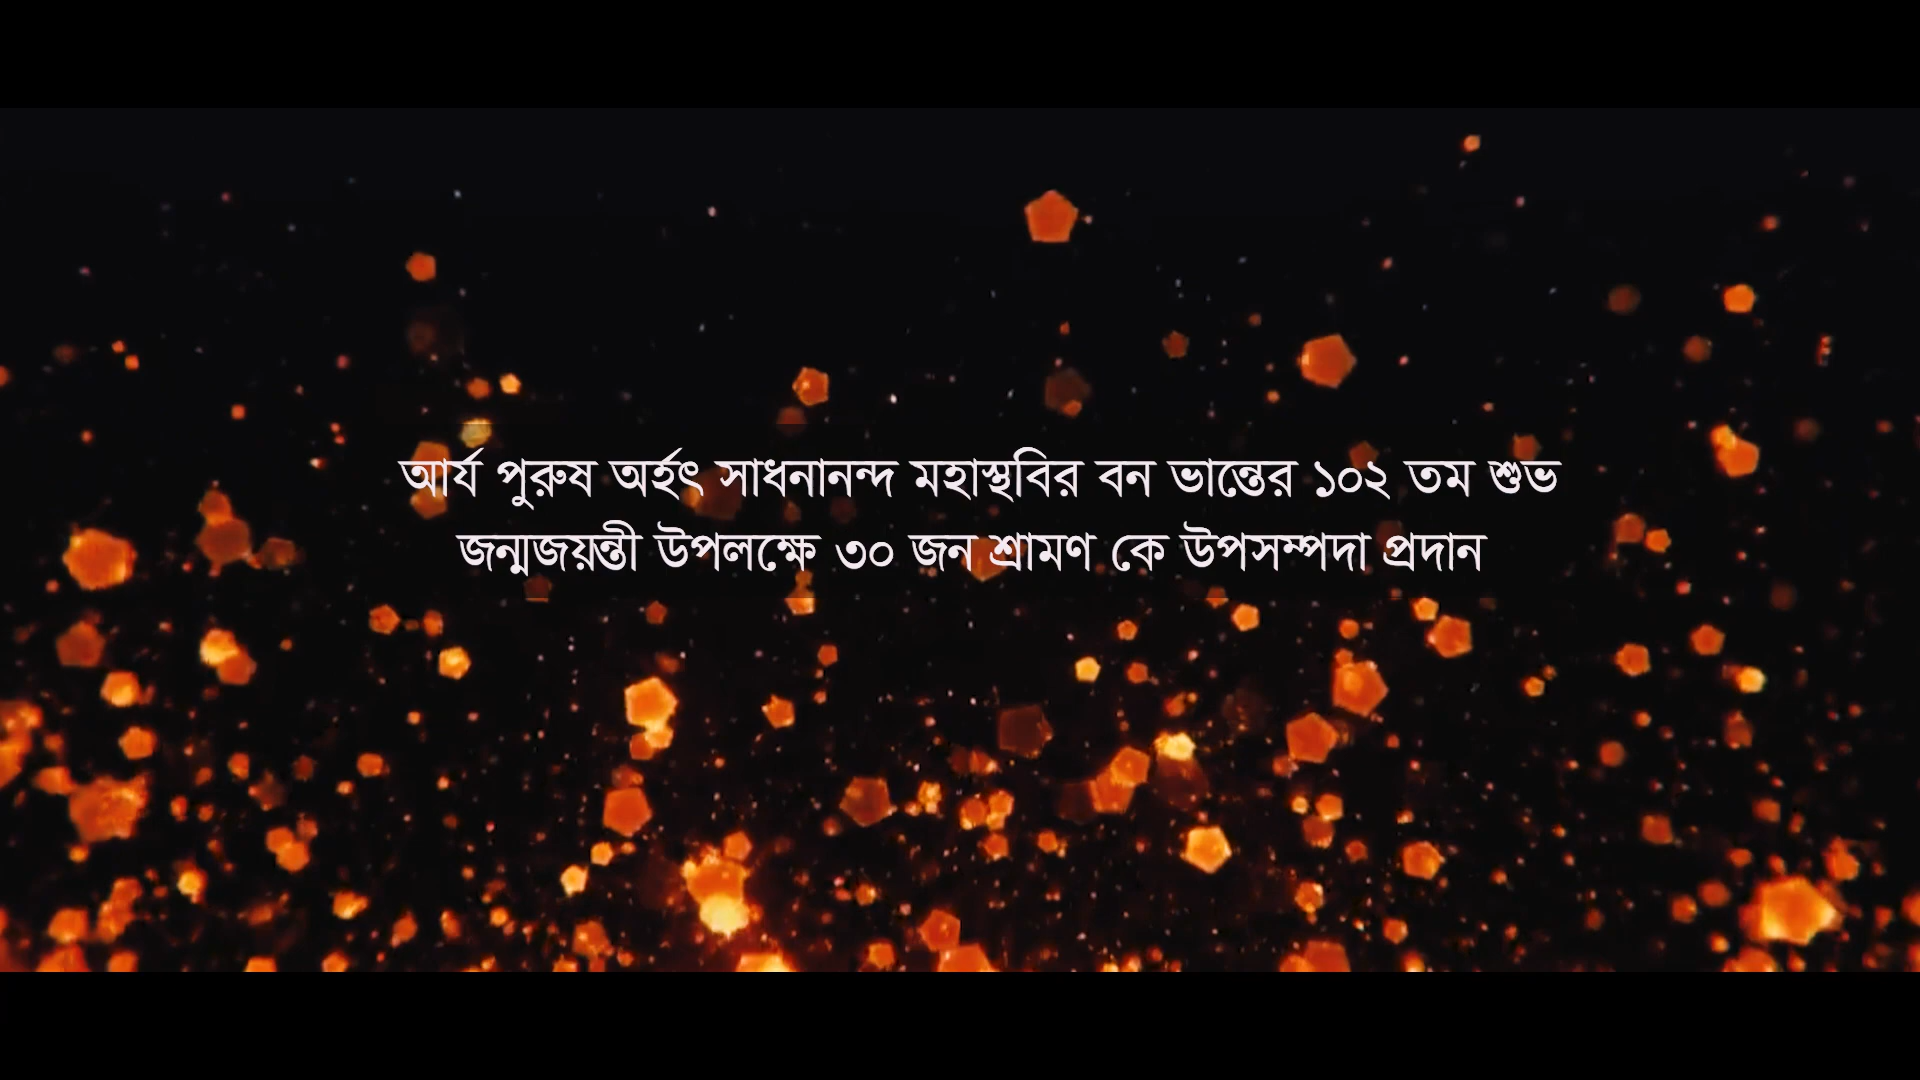 আর্য পুরুষ অর্হৎ সাধনানন্দ মহাস্থবির বন ভান্তের ১০২ তম শুভ
জন্মজয়ন্তী উপলক্ষে ৩০ জন শ্রামণ কে উপসম্পদা প্রদান